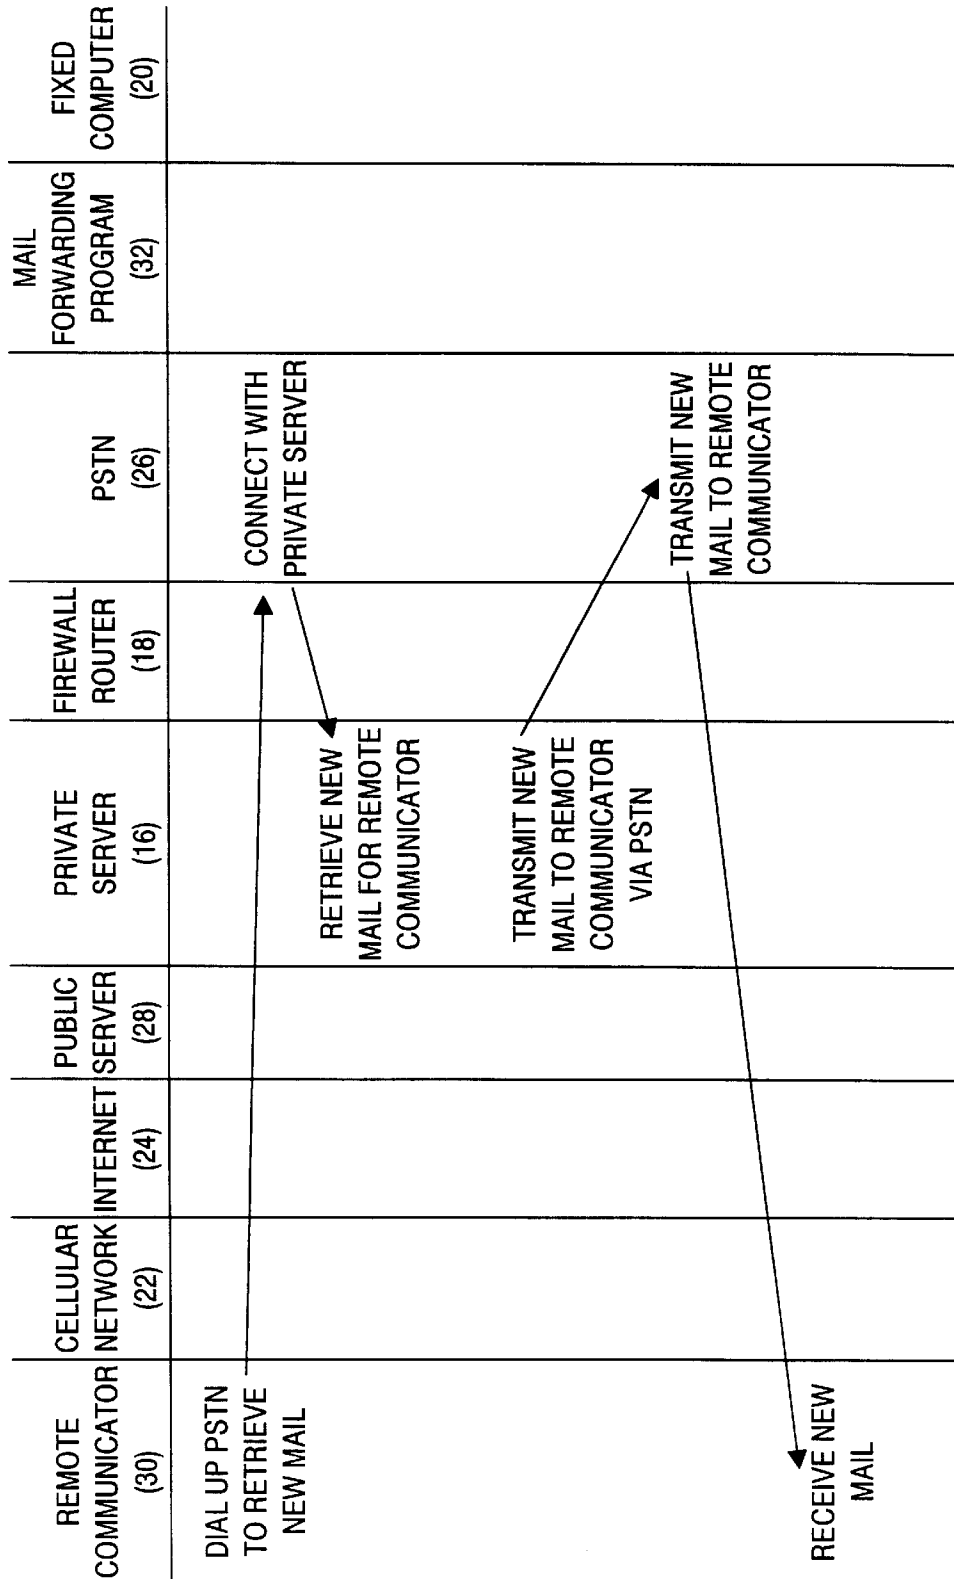 REMOTE
COMMUNICATOR
(30)
CELLULAR
NETWORK
(22)
INTERNET
(24)
PUBLIC
SERVER
(28)
PRIVATE
SERVER
(16)
FIREWALL
ROUTER
(18)
PSTN
(26)
MAIL
FORWARDING
PROGRAM
(32)
FIXED
COMPUTER
(20)
DIAL UP PSTN
TO RETRIEVE
NEW MAIL
CONNECT WITH
PRIVATE SERVER
RETRIEVE NEW
MAIL FOR REMOTE
COMMUNICATOR
TRANSMIT NEW
MAIL TO REMOTE
COMMUNICATOR
VIA PSTN
TRANSMIT NEW
MAIL TO REMOTE
COMMUNICATOR
RECEIVE NEW
MAIL